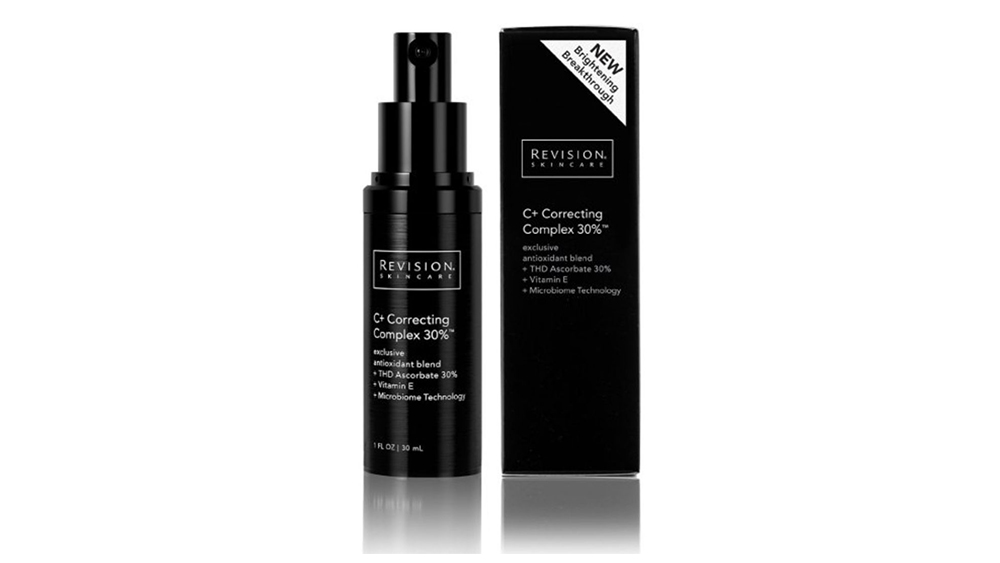 REVISION®
SKINCARE
C+ Correcting
Complex 30%™
exclusive
antioxidant blend
+ THD Ascorbate 30%
+ Vitamin E
+ Microbiome Technology
1 FL OZ | 30 mL
NEW
Brightening
Breakthrough
REVISION®
SKINCARE
C+ Correcting
Complex 30%™
exclusive
antioxidant blend
+ THD Ascorbate 30%
+ Vitamin E
+ Microbiome Technology